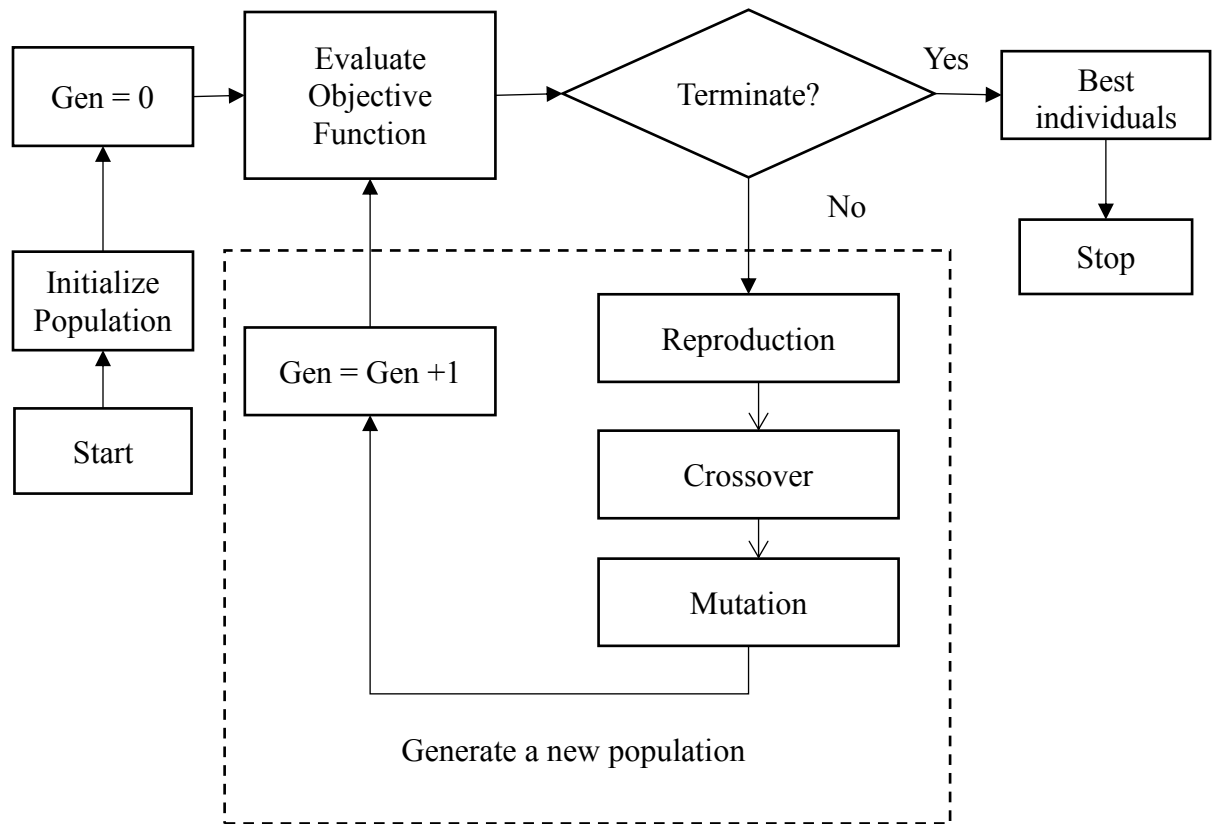 Gen = 0
Evaluate
Objective
Function
Terminate?
Yes
Best
individuals
No
Stop
Initialize
Population
Reproduction
Gen = Gen +1
Start
Crossover
Mutation
Generate a new population